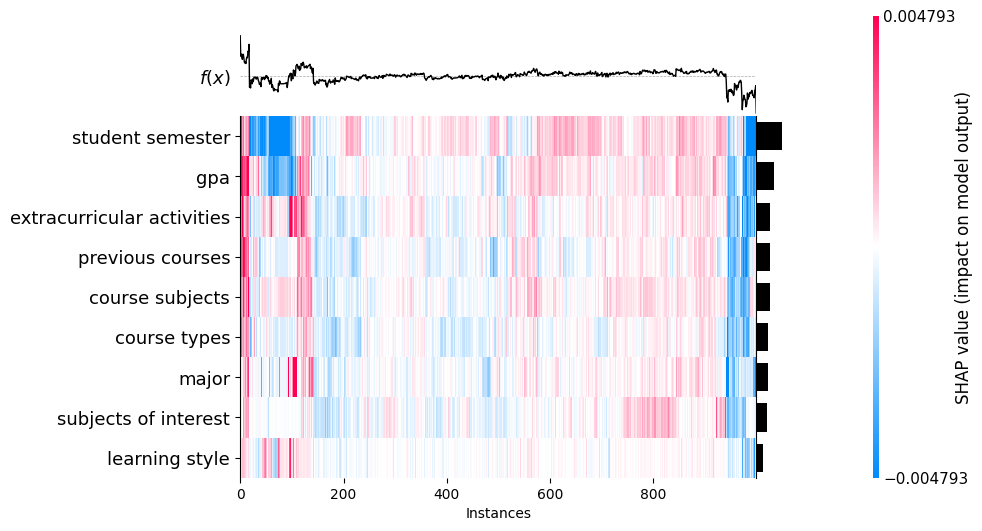 0.004793
f(x)
student semester
gpa
extracurricular activities
previous courses
course subjects
course types
major
subjects of interest
learning style
0 200 400 600 800
Instances
SHAP value (impact on model output)
−0.004793